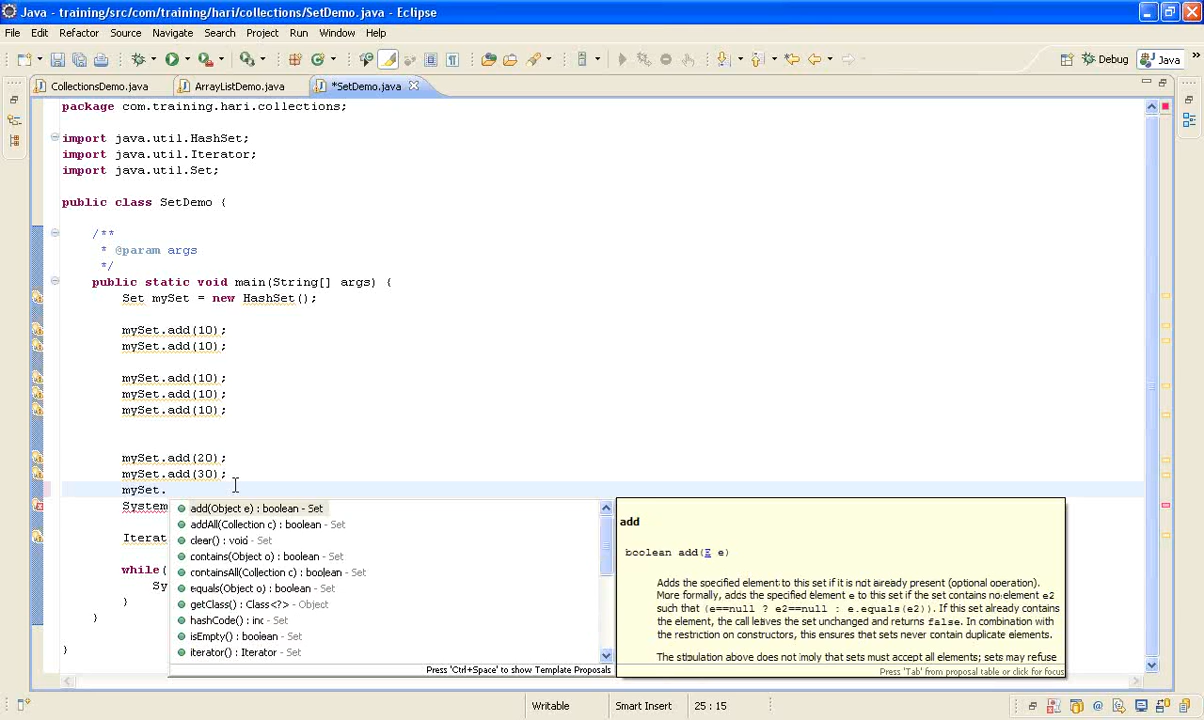 Java - training/src/com/training/hari/collections/SetDemo.java - Eclipse
File Edit Refactor Source Navigate Search Project Run Window Help
Debug Java
CollectionsDemo.java ArrayListDemo.java *SetDemo.java
package com.training.hari.collections;
import java.util.HashSet;
import java.util.Iterator;
import java.util.Set;
public class SetDemo {
/**
* @param args
*/
public static void main(String[] args) {
Set mySet = new HashSet();
mySet.add(10);
mySet.add(10);
mySet.add(10);
mySet.add(10);
mySet.add(10);
mySet.add(20);
mySet.add(30);
mySet.
System
Iterat
while(
Sy
}
}
}
add(Object e) : boolean - Set
addAll(Collection c) : boolean - Set
clear() : void - Set
contains(Object o) : boolean - Set
containsAll(Collection c) : boolean - Set
equals(Object o) : boolean - Set
getClass() : Class<?> - Object
hashCode() : int - Set
isEmpty() : boolean - Set
iterator() : Iterator - Set
Press 'Ctrl+Space' to show Template Proposals
add
boolean add(E e)
Adds the specified element to this set if it is not already present (optional operation).
More formally, adds the specified element e to this set if the set contains no element e2
such that (e==null ? e2==null : e.equals(e2)). If this set already contains
the element, the call leaves the set unchanged and returns false. In combination with
the restriction on constructors, this ensures that sets never contain duplicate elements.
The stipulation above does not imply that sets must accept all elements; sets may refuse
Press 'Tab' from proposal table or click for focus
Writable Smart Insert 25 : 15